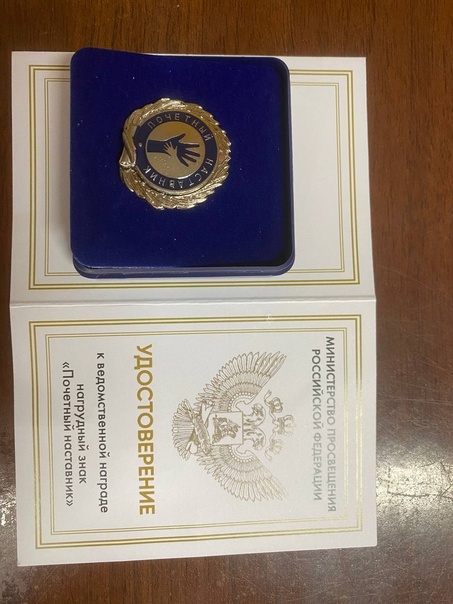 ПОЧЕТНЫЙ НАСТАВНИК
МИНИСТЕРСТВО ПРОСВЕЩЕНИЯ
РОССИЙСКОЙ ФЕДЕРАЦИИ
УДОСТОВЕРЕНИЕ
к ведомственной награде
нагрудный знак
«Почетный наставник»